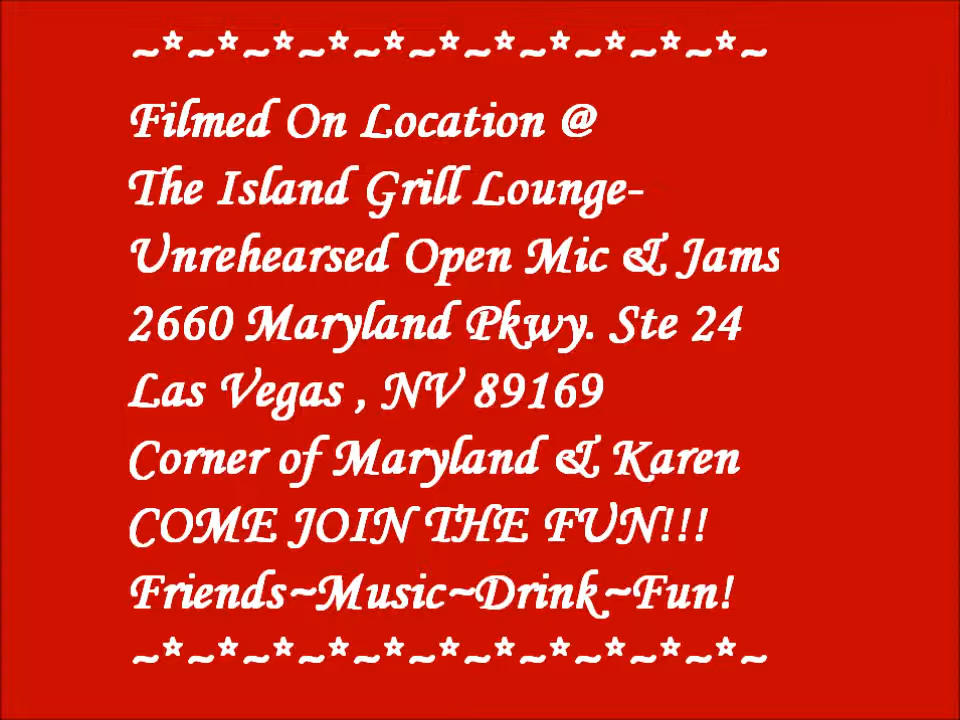 ~*~*~*~*~*~*~*~*~*~*~*~
Filmed On Location @
The Island Grill Lounge-
Unrehearsed Open Mic & Jams
2660 Maryland Pkwy. Ste 24
Las Vegas , NV 89169
Corner of Maryland & Karen
COME JOIN THE FUN!!!
Friends~Music~Drink~Fun!
~*~*~*~*~*~*~*~*~*~*~*~